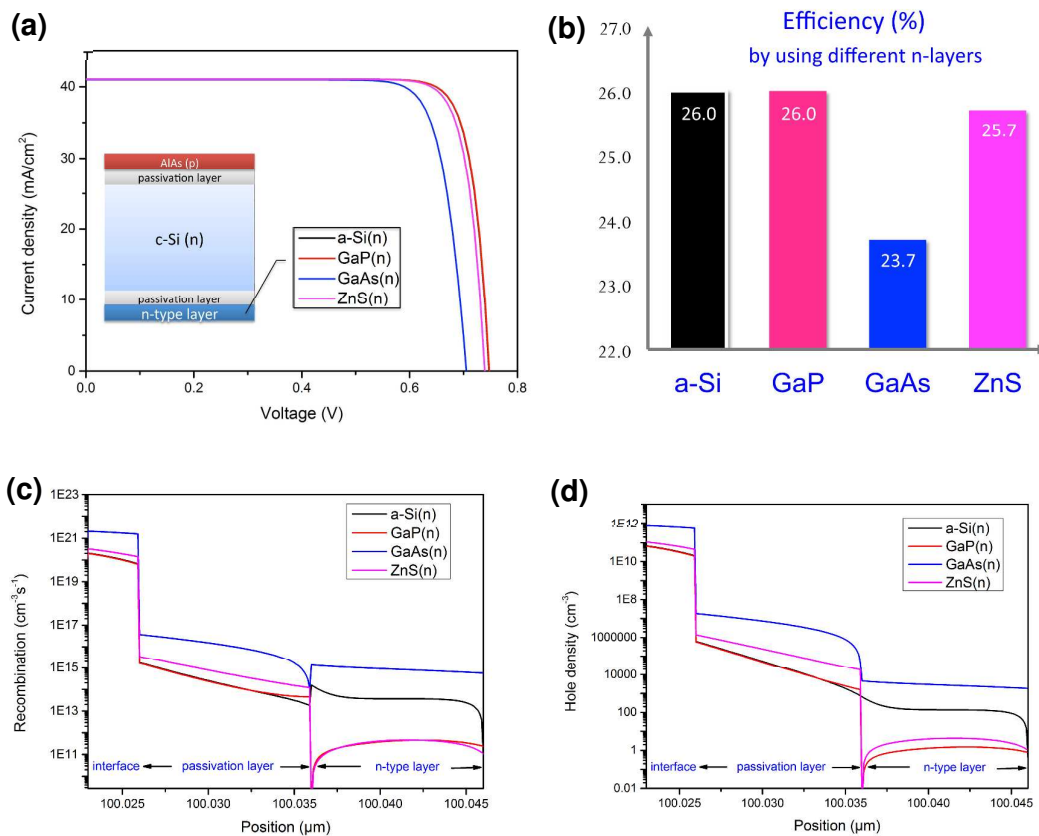 (a)
50
40
30
20
10
0
Current density (mA/cm²)
0.0 0.2 0.4 0.6 0.8
Voltage (V)
AlAs (p)
passivation layer
c-Si (n)
passivation layer
n-type layer
a-Si(n)
GaP(n)
GaAs(n)
ZnS(n)
(b)
Efficiency (%)
by using different n-layers
27.0
26.0
25.0
24.0
23.0
22.0
26.0 26.0 23.7 25.7
a-Si GaP GaAs ZnS
(c)
1E23
1E21
1E19
1E17
1E15
1E13
1E11
Recombination (cm⁻³s⁻¹)
a-Si(n)
GaP(n)
GaAs(n)
ZnS(n)
interface passivation layer n-type layer
100.025 100.030 100.035 100.040 100.045
Position (μm)
(d)
1E12
1E10
1E8
1000000
10000
100
1
0.01
Hole density (cm⁻³)
a-Si(n)
GaP(n)
GaAs(n)
ZnS(n)
interface passivation layer n-type layer
100.025 100.030 100.035 100.040 100.045
Position (μm)